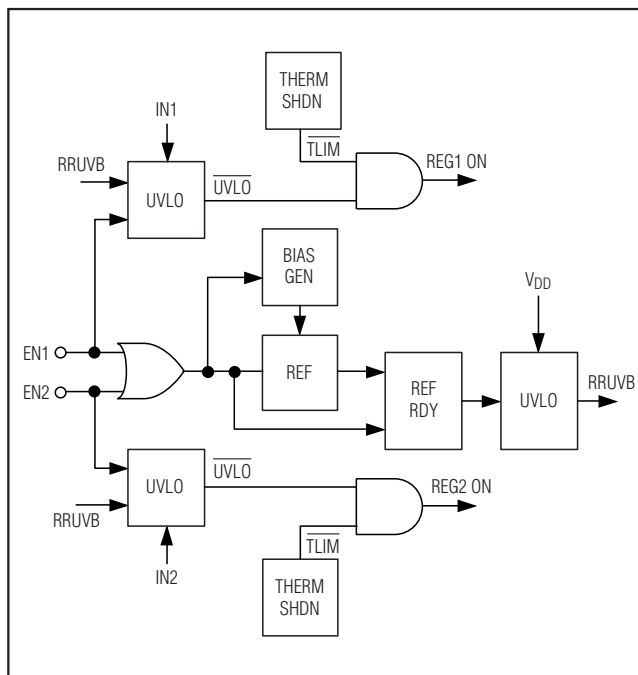 THERM
SHDN
IN1
TLIM
REG1 ON
RRUVB
UVLO
UVLO
BIAS
GEN
VDD
EN1
EN2
REF
REF
RDY
UVLO
RRUVB
UVLO
UVLO
REG2 ON
RRUVB
TLIM
IN2
THERM
SHDN